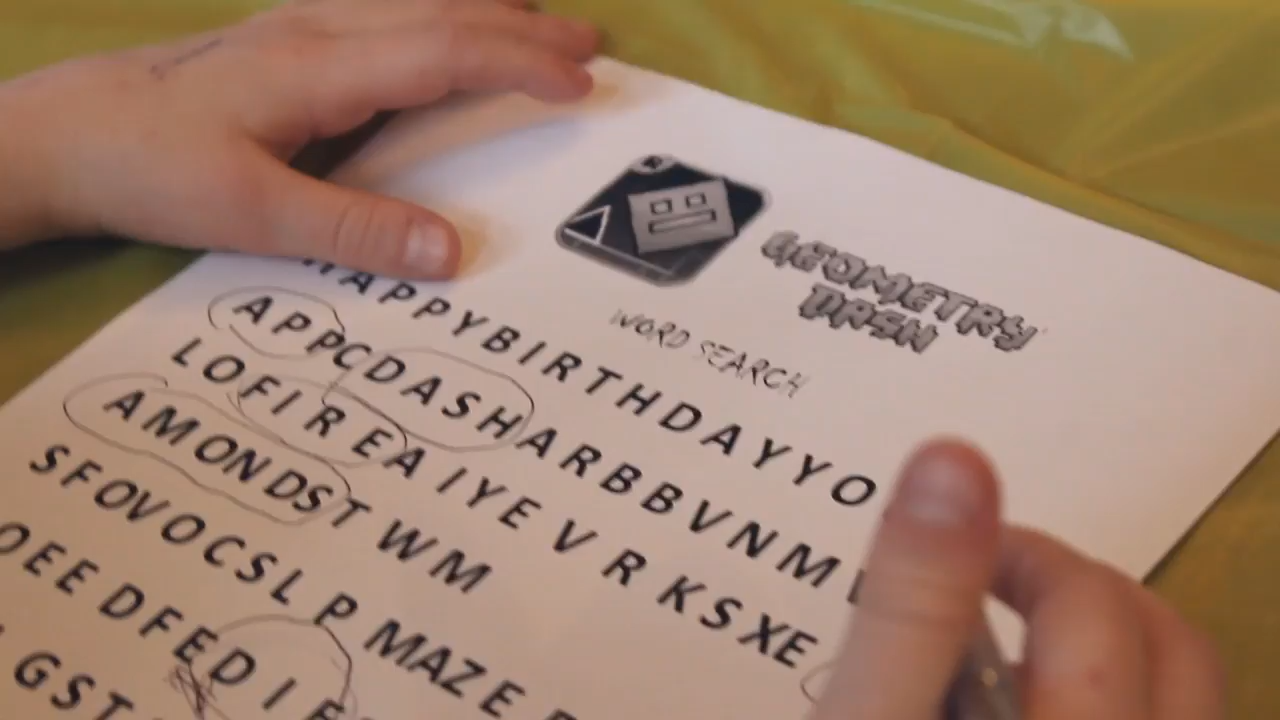 GEOMETRY
DASH
WORD SEARCH
HAPPYBIRTHDAYYO
APPCDASHARBBVNM
LOFIREAIYEVRKSXE
AMONDSTWM
SFOVOCSLPMAZE
OEEDFEDIE
GST